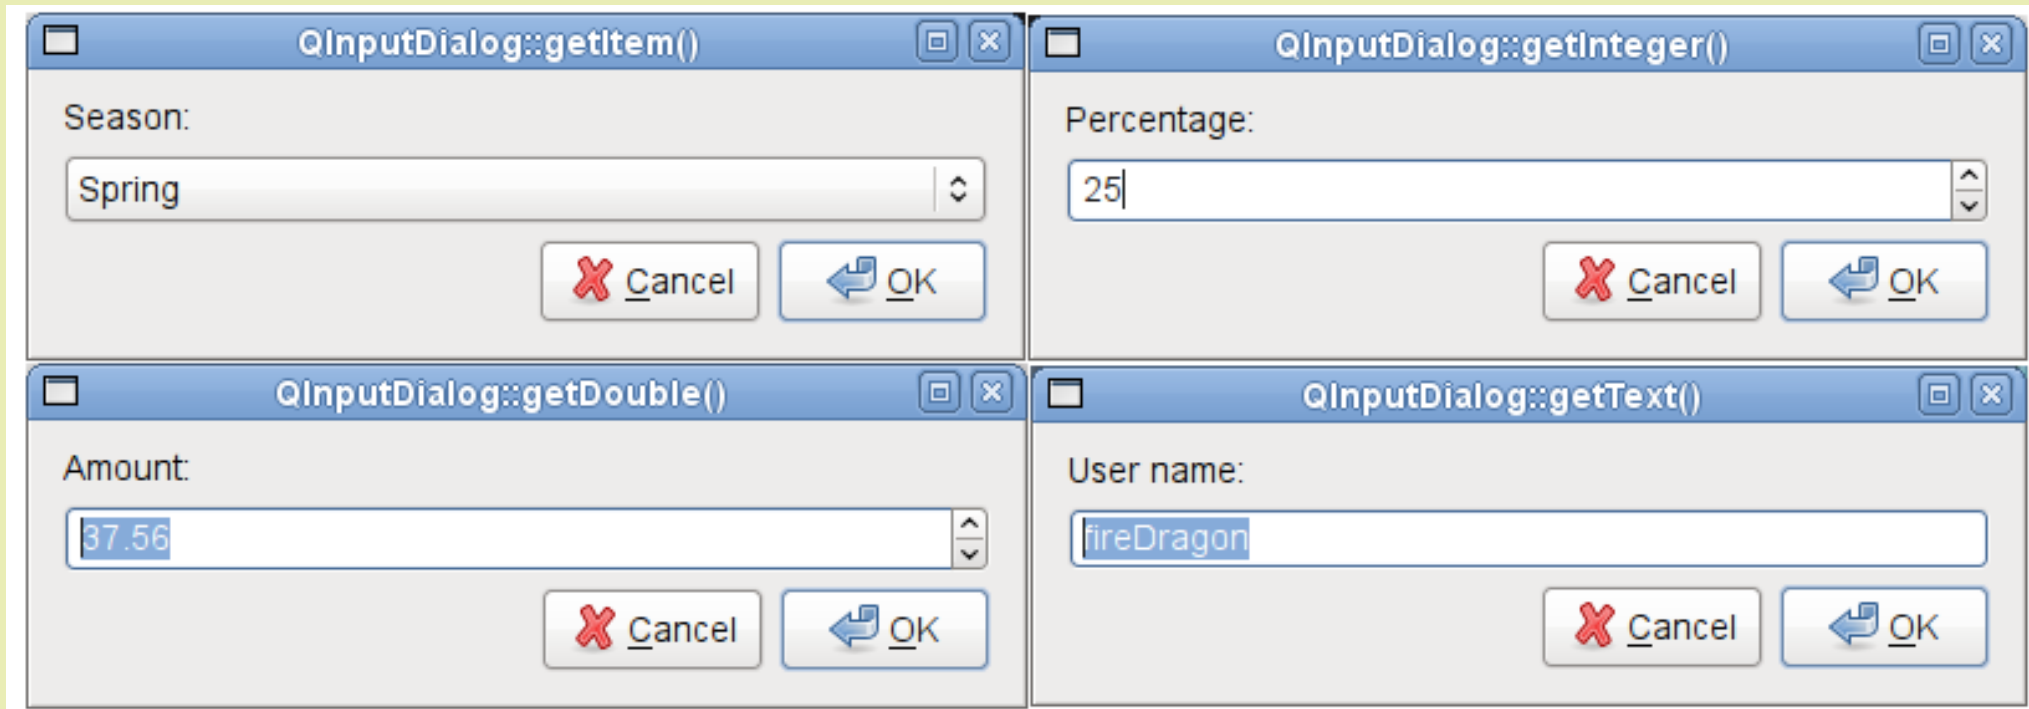 QInputDialog::getItem()
Season:
Spring
Cancel
OK
QInputDialog::getInteger()
Percentage:
25
Cancel
OK
QInputDialog::getDouble()
Amount:
37.56
Cancel
OK
QInputDialog::getText()
User name:
fireDragon
Cancel
OK